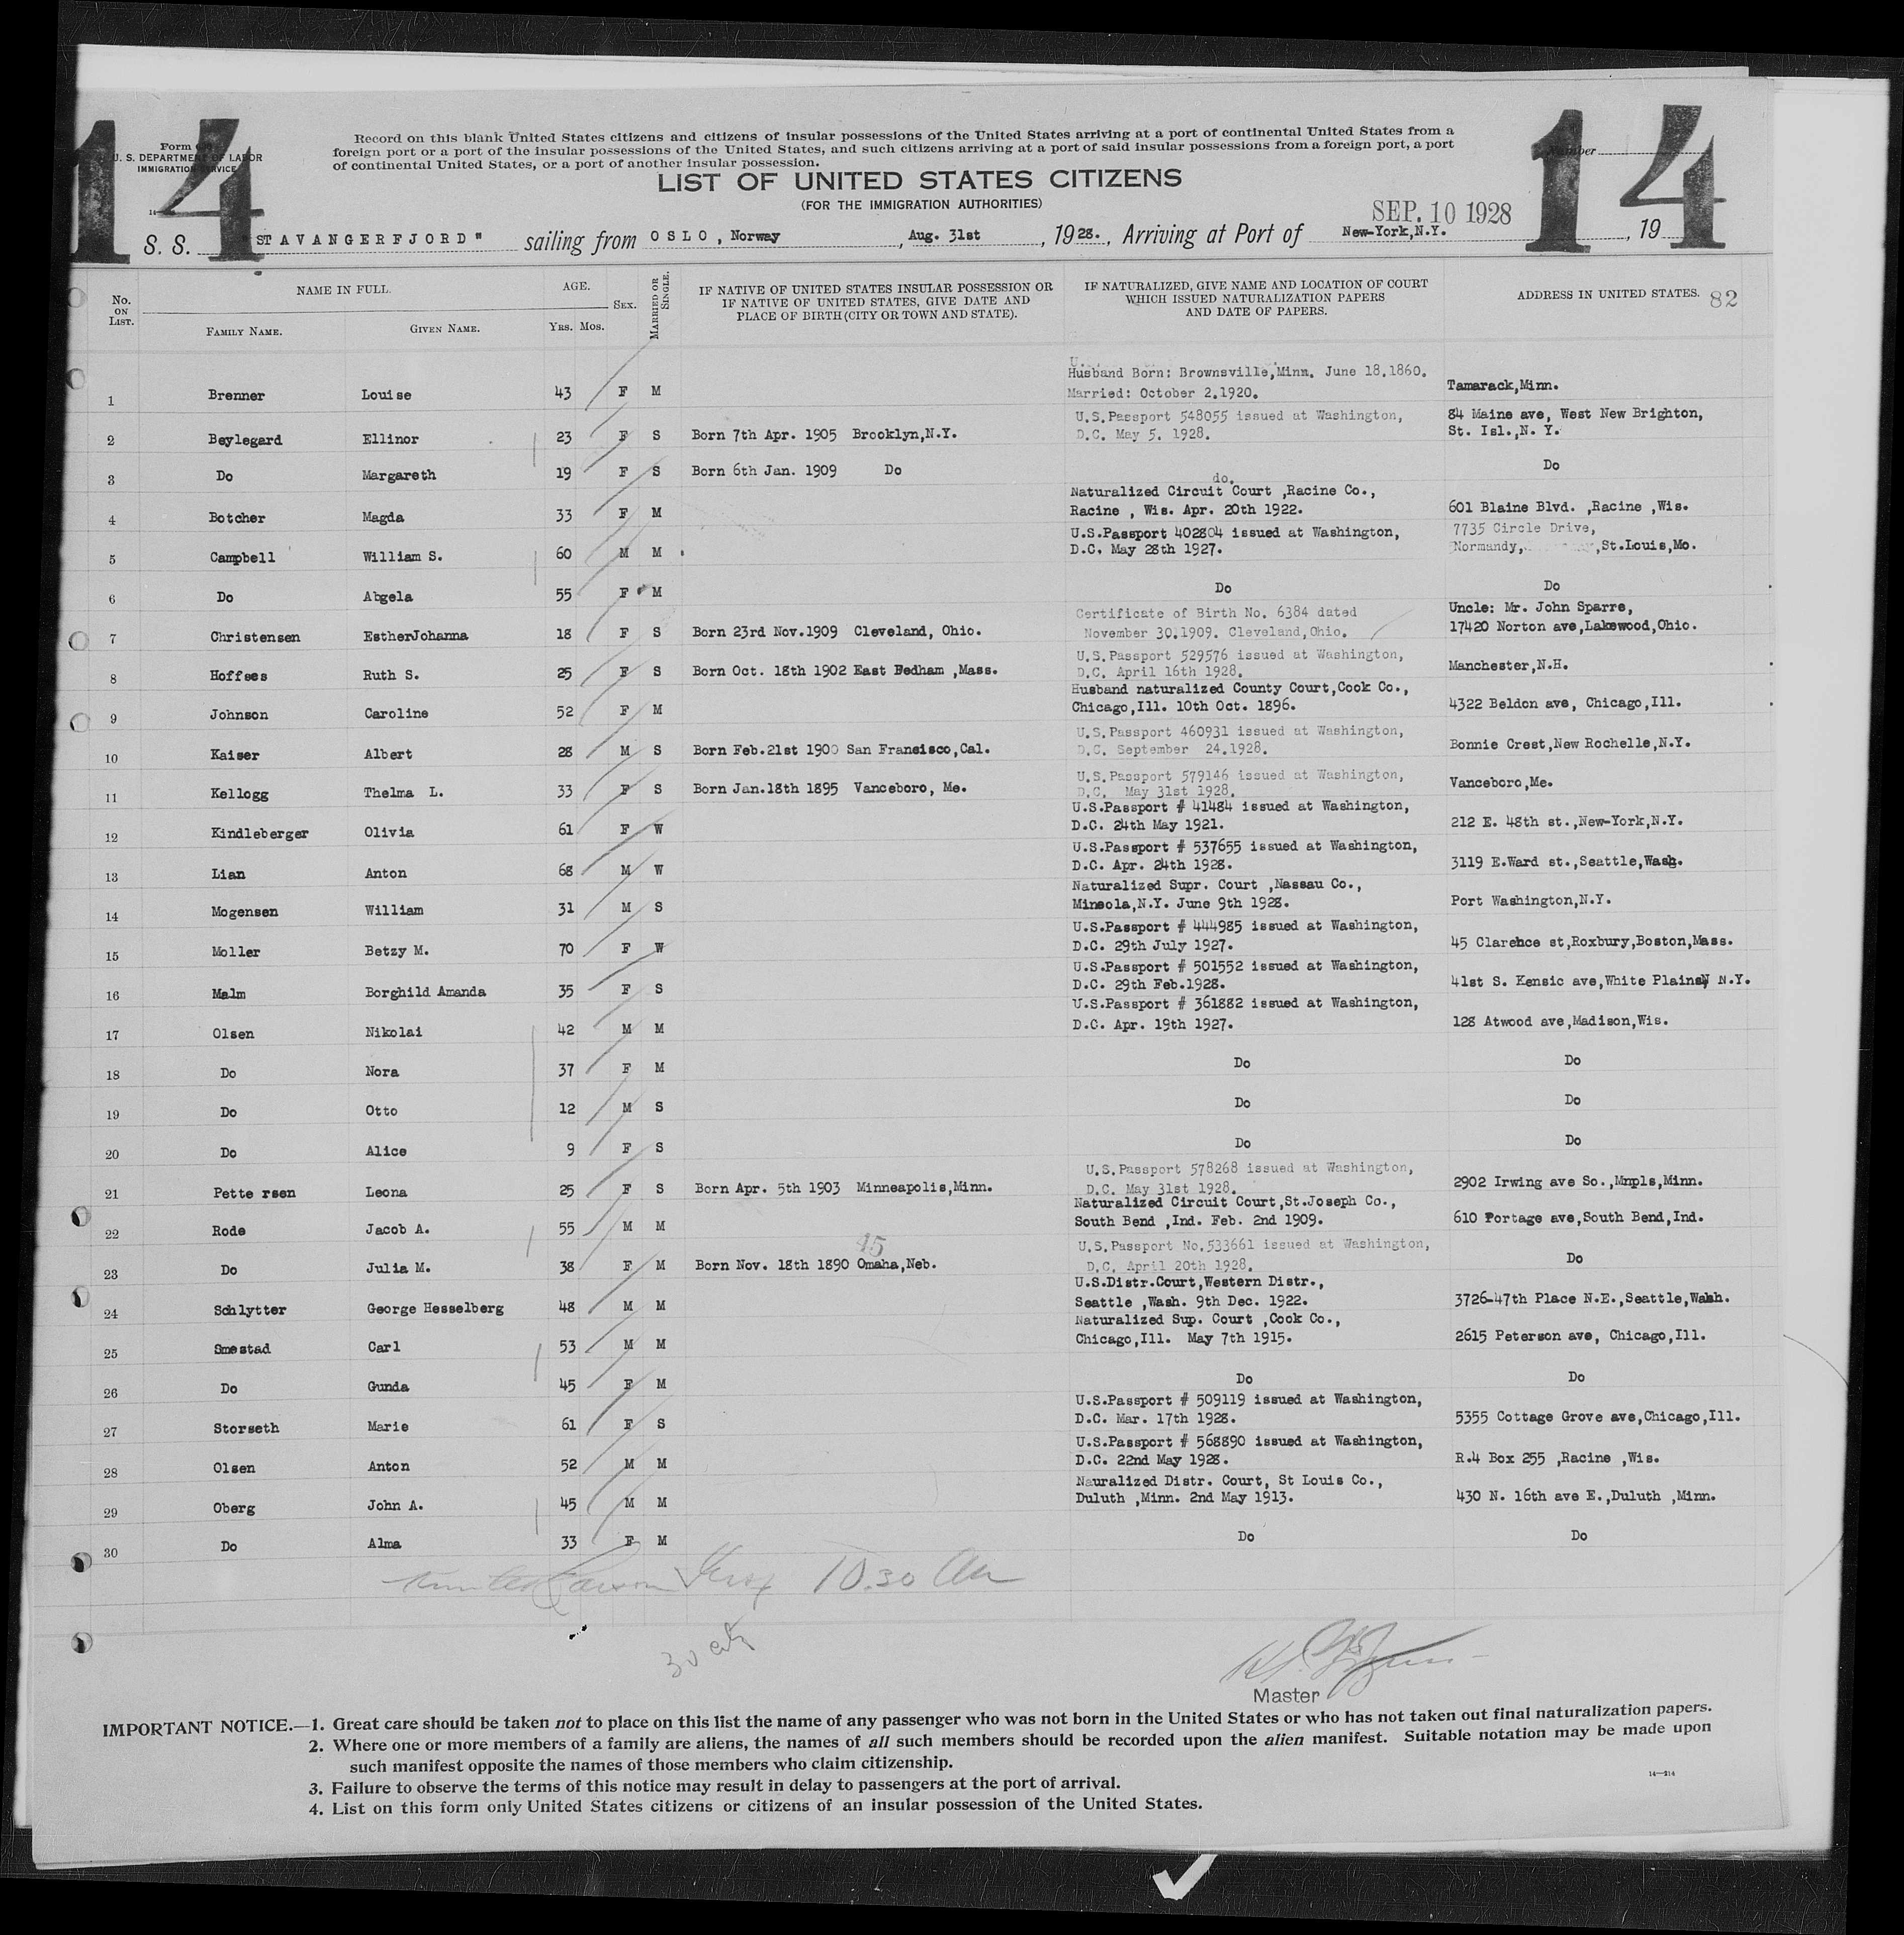 14
14
Form
U. S. DEPARTMENT OF LABOR
IMMIGRATION SERVICE
Record on this blank United States citizens and citizens of insular possessions of the United States arriving at a port of continental United States from a
foreign port or a port of the insular possessions of the United States, and such citizens arriving at a port of said insular possessions from a foreign port, a port
of continental United States, or a port of another insular possession.
Number
LIST OF UNITED STATES CITIZENS
(FOR THE IMMIGRATION AUTHORITIES)
SEP. 10 1928
S. S. "STAVANGERFJORD" sailing from OSLO, Norway, Aug. 31st, 1928., Arriving at Port of New-York,N.Y., 19
No. ON LIST. NAME IN FULL. FAMILY NAME. GIVEN NAME. AGE. YRS. MOS. SEX. MARRIED OR SINGLE. IF NATIVE OF UNITED STATES INSULAR POSSESSION OR IF NATIVE OF UNITED STATES, GIVE DATE AND PLACE OF BIRTH (CITY OR TOWN AND STATE). IF NATURALIZED, GIVE NAME AND LOCATION OF COURT WHICH ISSUED NATURALIZATION PAPERS AND DATE OF PAPERS. ADDRESS IN UNITED STATES. 82
1 Brenner Louise 43 F M Husband Born: Brownsville,Minn. June 18.1860. Married: October 2.1920. Tamarack,Minn.
2 Beylegard Ellinor 23 F S Born 7th Apr. 1905 Brooklyn,N.Y. U.S.Passport 548055 issued at Washington, D.C. May 5. 1928. 84 Maine ave, West New Brighton, St. Isl.,N. Y.
3 Do Margareth 19 F S Born 6th Jan. 1909 Do do. Do
4 Botcher Magda 33 F M Naturalized Circuit Court ,Racine Co., Racine , Wis. Apr. 20th 1922. 601 Blaine Blvd. ,Racine ,Wis.
5 Campbell William S. 60 M M U.S.Passport 402804 issued at Washington, D.C. May 28th 1927. 7735 Circle Drive, Normandy, ,St.Louis,Mo.
6 Do Abgela 55 F M Do Do
7 Christensen EstherJohanna 18 F S Born 23rd Nov.1909 Cleveland, Ohio. Certificate of Birth No. 6384 dated November 30.1909. Cleveland,Ohio. Uncle: Mr. John Sparre, 17420 Norton ave,Lakewood,Ohio.
8 Hoffses Ruth S. 25 F S Born Oct. 18th 1902 East Dedham ,Mass. U.S.Passport 529576 issued at Washington, D.C. April 16th 1928. Manchester,N.H.
9 Johnson Caroline 52 F M Husband naturalized County Court,Cook Co., Chicago,Ill. 10th Oct. 1896. 4322 Beldon ave, Chicago,Ill.
10 Kaiser Albert 28 M S Born Feb.21st 1900 San Fransisco,Cal. U.S.Passport 460931 issued at Washington, D.C. September 24.1928. Bonnie Crest,New Rochelle,N.Y.
11 Kellogg Thelma L. 33 F S Born Jan.18th 1895 Vanceboro, Me. U.S.Passport 579146 issued at Washington, D.C. May 31st 1928. Vanceboro,Me.
12 Kindleberger Olivia 61 F W U.S.Passport # 41484 issued at Washington, D.C. 24th May 1921. 212 E. 48th st.,New-York,N.Y.
13 Lian Anton 68 M W U.S.Passport # 537655 issued at Washington, D.C. Apr. 24th 1928. 3119 E.Ward st.,Seattle,Wash.
14 Mogensen William 31 M S Naturalized Supr. Court ,Nassau Co., Mineola,N.Y. June 9th 1928. Port Washington,N.Y.
15 Moller Betzy M. 70 F W U.S.Passport # 444985 issued at Washington, D.C. 29th July 1927. 45 Clarence st,Roxbury,Boston,Mass.
16 Malm Borghild Amanda 35 F S U.S.Passport # 501552 issued at Washington, D.C. 29th Feb.1928. 41st S. Kensic ave,White Plains, N.Y.
17 Olsen Nikolai 42 M M U.S.Passport # 361882 issued at Washington, D.C. Apr. 19th 1927. 128 Atwood ave,Madison,Wis.
18 Do Nora 37 F M Do Do
19 Do Otto 12 M S Do Do
20 Do Alice 9 F S Do Do
21 Pette rsen Leona 25 F S Born Apr. 5th 1903 Minneapolis,Minn. U.S.Passport 578268 issued at Washington, D.C. May 31st 1928. 2902 Irwing ave So.,Mnpls,Minn.
22 Rode Jacob A. 55 M M Naturalized Circuit Court,St.Joseph Co., South Bend ,Ind. Feb. 2nd 1909. 610 Portage ave,South Bend,Ind.
23 Do Julia M. 38 F M Born Nov. 18th 1890 Omaha,Neb. 45 U.S.Passport No.533661 issued at Washington, D.C. April 20th 1928. Do
24 Schlytter George Hesselberg 48 M M U.S.Distr.Court,Western Distr., Seattle ,Wash. 9th Dec. 1922. 3726-47th Place N.E.,Seattle,Wash.
25 Smestad Carl 53 M M Naturalized Sup. Court ,Cook Co., Chicago,Ill. May 7th 1915. 2615 Peterson ave, Chicago,Ill.
26 Do Gunda 45 F M Do Do
27 Storseth Marie 61 F S U.S.Passport # 509119 issued at Washington, D.C. Mar. 17th 1928. 5355 Cottage Grove ave,Chicago,Ill.
28 Olsen Anton 52 M M U.S.Passport # 568890 issued at Washington, D.C. 22nd May 1928. R.4 Box 255 ,Racine ,Wis.
29 Oberg John A. 45 M M Nauralized Distr. Court, St Louis Co., Duluth ,Minn. 2nd May 1913. 430 N. 16th ave E.,Duluth ,Minn.
30 Do Alma 33 F M Do Do
10.30 Am
Master
IMPORTANT NOTICE.—1. Great care should be taken not to place on this list the name of any passenger who was not born in the United States or who has not taken out final naturalization papers.
2. Where one or more members of a family are aliens, the names of all such members should be recorded upon the alien manifest. Suitable notation may be made upon
such manifest opposite the names of those members who claim citizenship.
3. Failure to observe the terms of this notice may result in delay to passengers at the port of arrival.
4. List on this form only United States citizens or citizens of an insular possession of the United States.
14—214